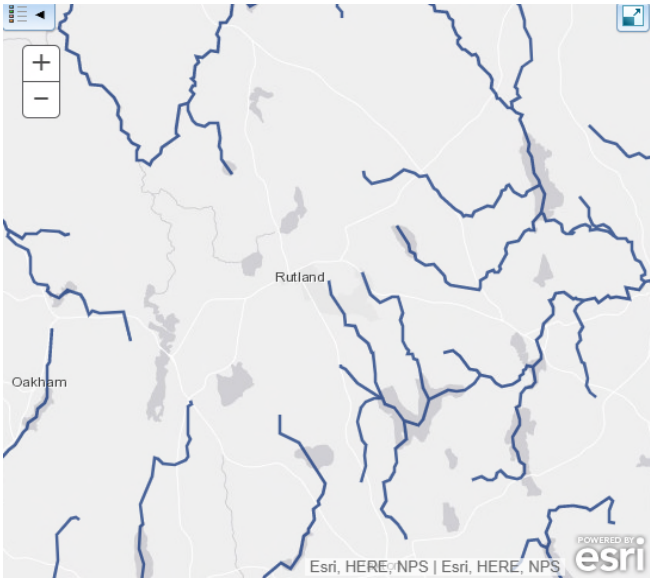 Rutland
Oakham
Esri, HERE, NPS | Esri, HERE, NPS
POWERED BY
esri